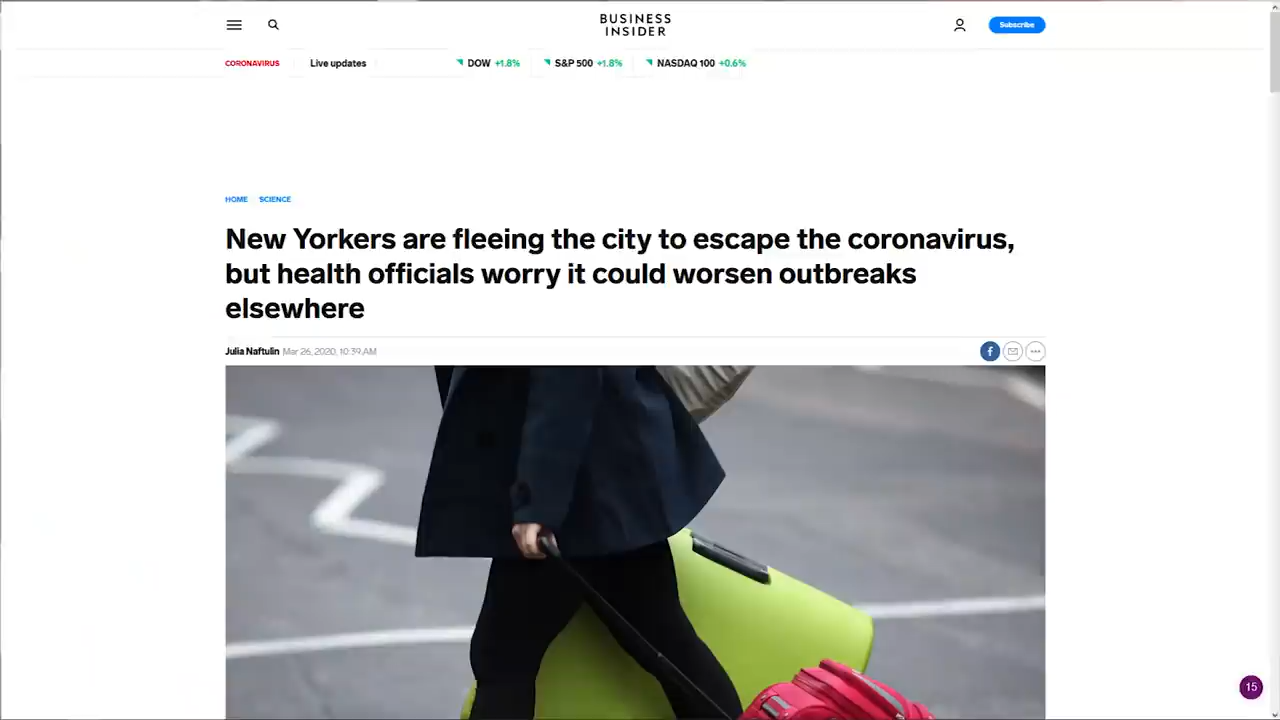 BUSINESS
INSIDER
Subscribe
CORONAVIRUS Live updates DOW +1.8% S&P 500 +1.8% NASDAQ 100 +0.6%
HOME SCIENCE
New Yorkers are fleeing the city to escape the coronavirus,
but health officials worry it could worsen outbreaks
elsewhere
Julia Naftulin Mar 26, 2020, 10:39 AM
15